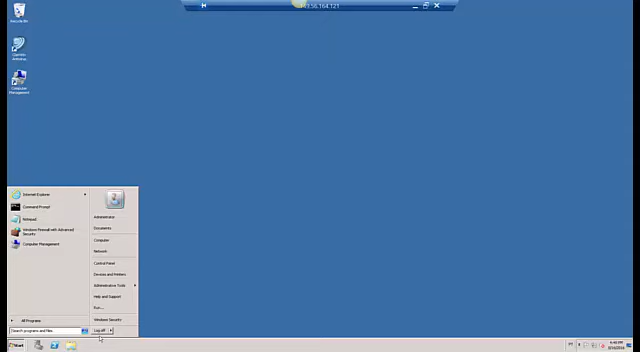 Recycle Bin
Computer
Management
Internet Explorer
Command Prompt
Notepad
Windows Firewall with Advanced
Security
Computer Management
All Programs
Search programs and files
Administrator
Documents
Computer
Network
Control Panel
Devices and Printers
Administrative Tools
Help and Support
Run...
Windows Security
Log off
Start